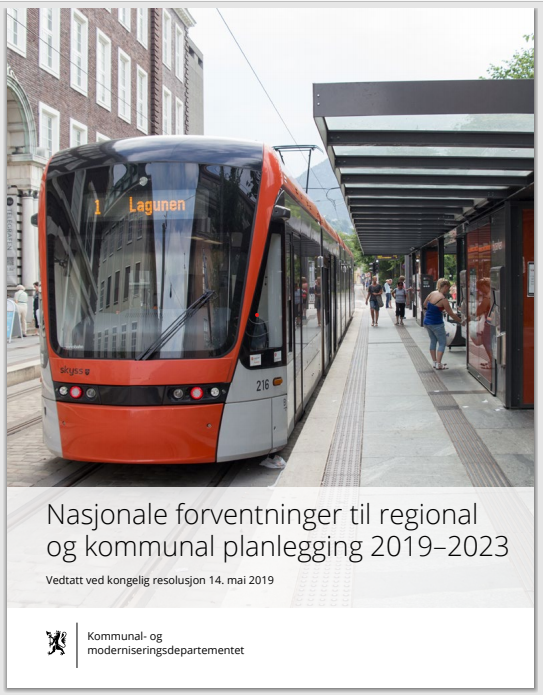 1 Lagunen
skyss
216
Nasjonale forventninger til regional
og kommunal planlegging 2019–2023
Vedtatt ved kongelig resolusjon 14. mai 2019
Kommunal- og
moderniseringsdepartementet